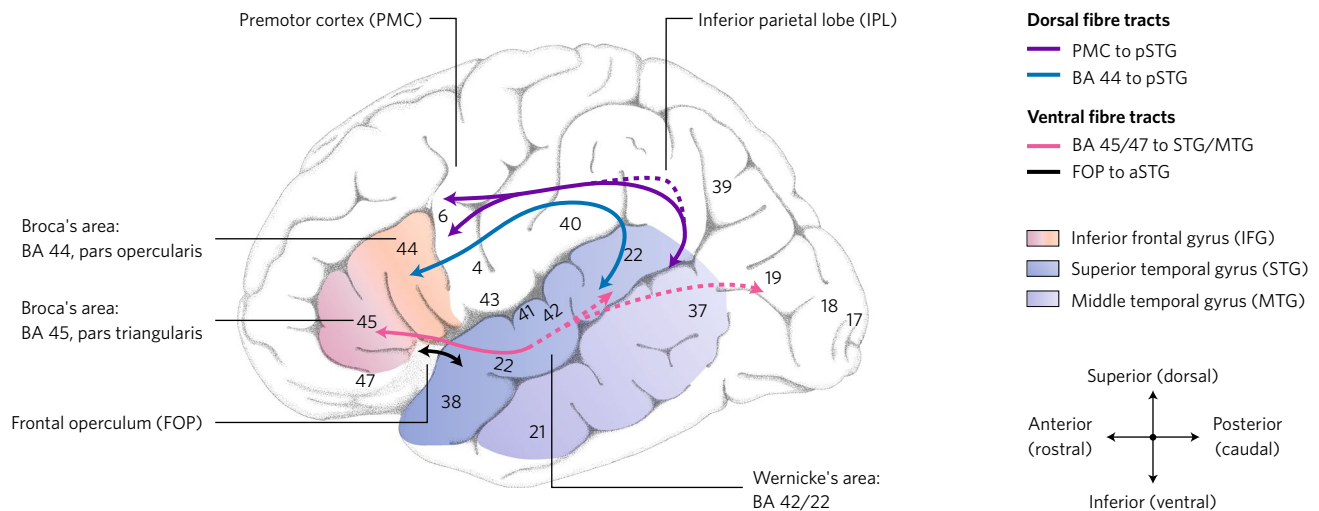 Premotor cortex (PMC)
Inferior parietal lobe (IPL)
Broca's area:
BA 44, pars opercularis
Broca's area:
BA 45, pars triangularis
Frontal operculum (FOP)
Wernicke's area:
BA 42/22
6
44
4
40
39
22
43
41
42
45
22
47
38
21
37
19
18
17
Dorsal fibre tracts
PMC to pSTG
BA 44 to pSTG
Ventral fibre tracts
BA 45/47 to STG/MTG
FOP to aSTG
Inferior frontal gyrus (IFG)
Superior temporal gyrus (STG)
Middle temporal gyrus (MTG)
Superior (dorsal)
Anterior
(rostral)
Posterior
(caudal)
Inferior (ventral)